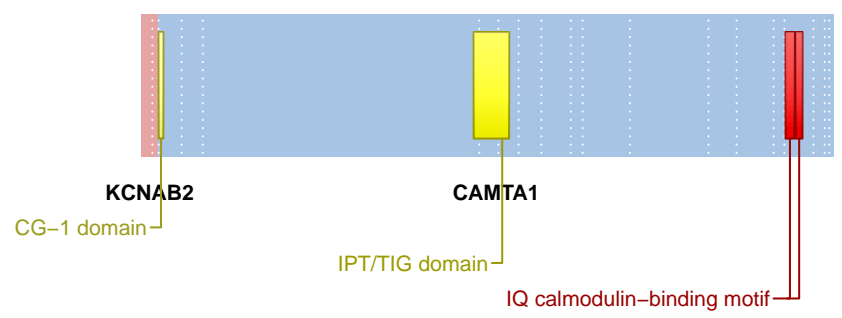 KCNAB2 CAMTA1
CG−1 domain
IPT/TIG domain
IQ calmodulin−binding motif